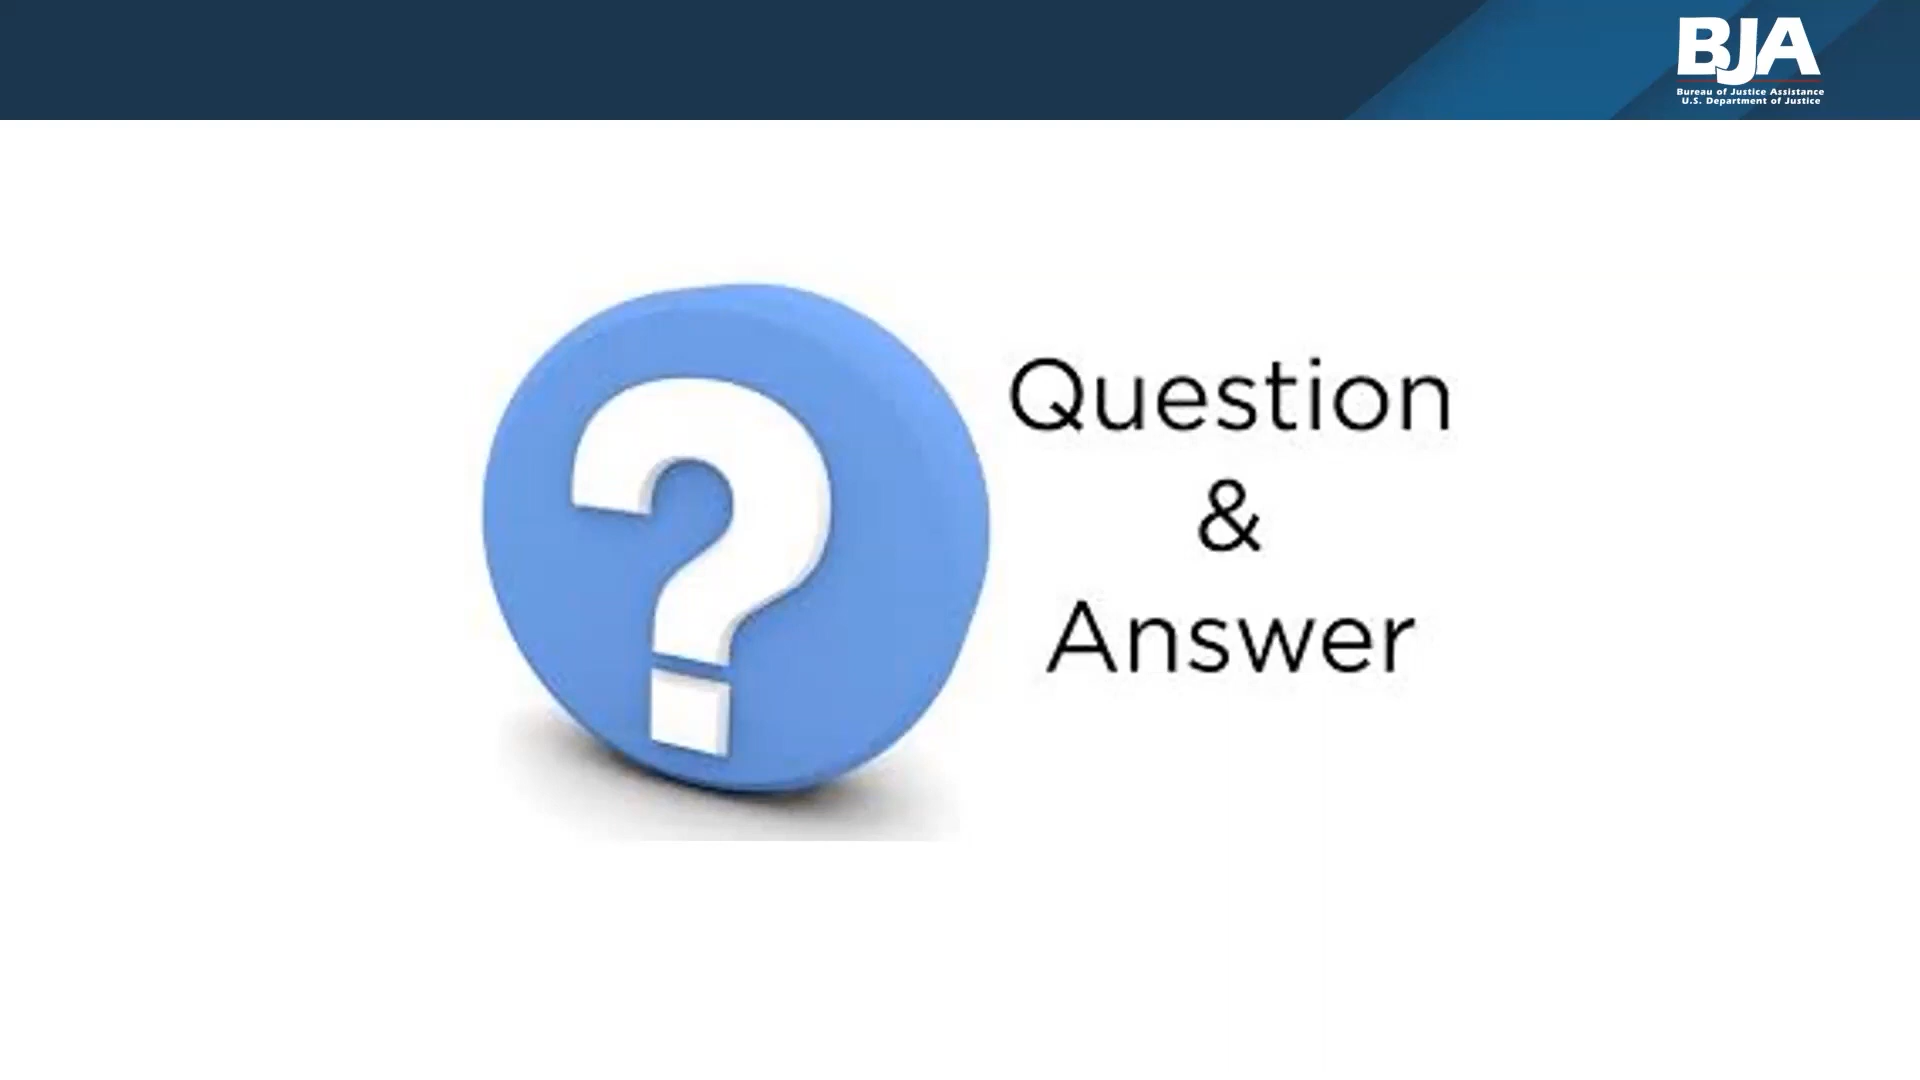 BJA
Bureau of Justice Assistance
U.S. Department of Justice
?
Question
&
Answer